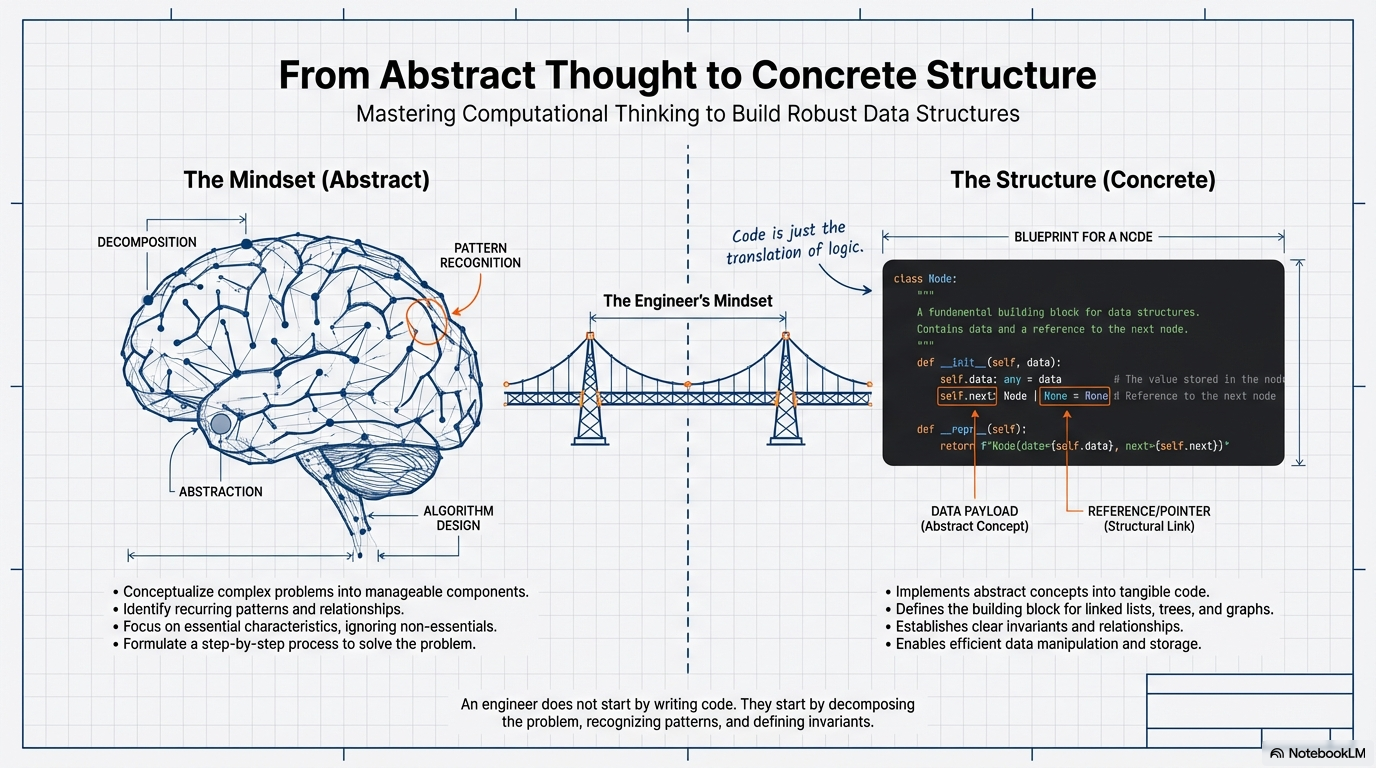 From Abstract Thought to Concrete Structure
Mastering Computational Thinking to Build Robust Data Structures
The Mindset (Abstract)
DECOMPOSITION
PATTERN
RECOGNITION
ABSTRACTION
ALGORITHM
DESIGN
• Conceptualize complex problems into manageable components.
• Identify recurring patterns and relationships.
• Focus on essential characteristics, ignoring non-essentials.
• Formulate a step-by-step process to solve the problem.
The Engineer's Mindset
The Structure (Concrete)
Code is just the
translation of logic.
BLUEPRINT FOR A NCDE
class Node:
"""
A fundamental building block for data structures.
Contains data and a reference to the next node.
"""
def __init__(self, data):
self.data: any = data # The value stored in the node
self.next: Node | None = None # Reference to the next node
def __repr__(self):
return f"Node(data={self.data}, next={self.next})"
DATA PAYLOAD
(Abstract Concept)
REFERENCE/POINTER
(Structural Link)
• Implements abstract concepts into tangible code.
• Defines the building block for linked lists, trees, and graphs.
• Establishes clear invariants and relationships.
• Enables efficient data manipulation and storage.
An engineer does not start by writing code. They start by decomposing
the problem, recognizing patterns, and defining invariants.
NotebookLM